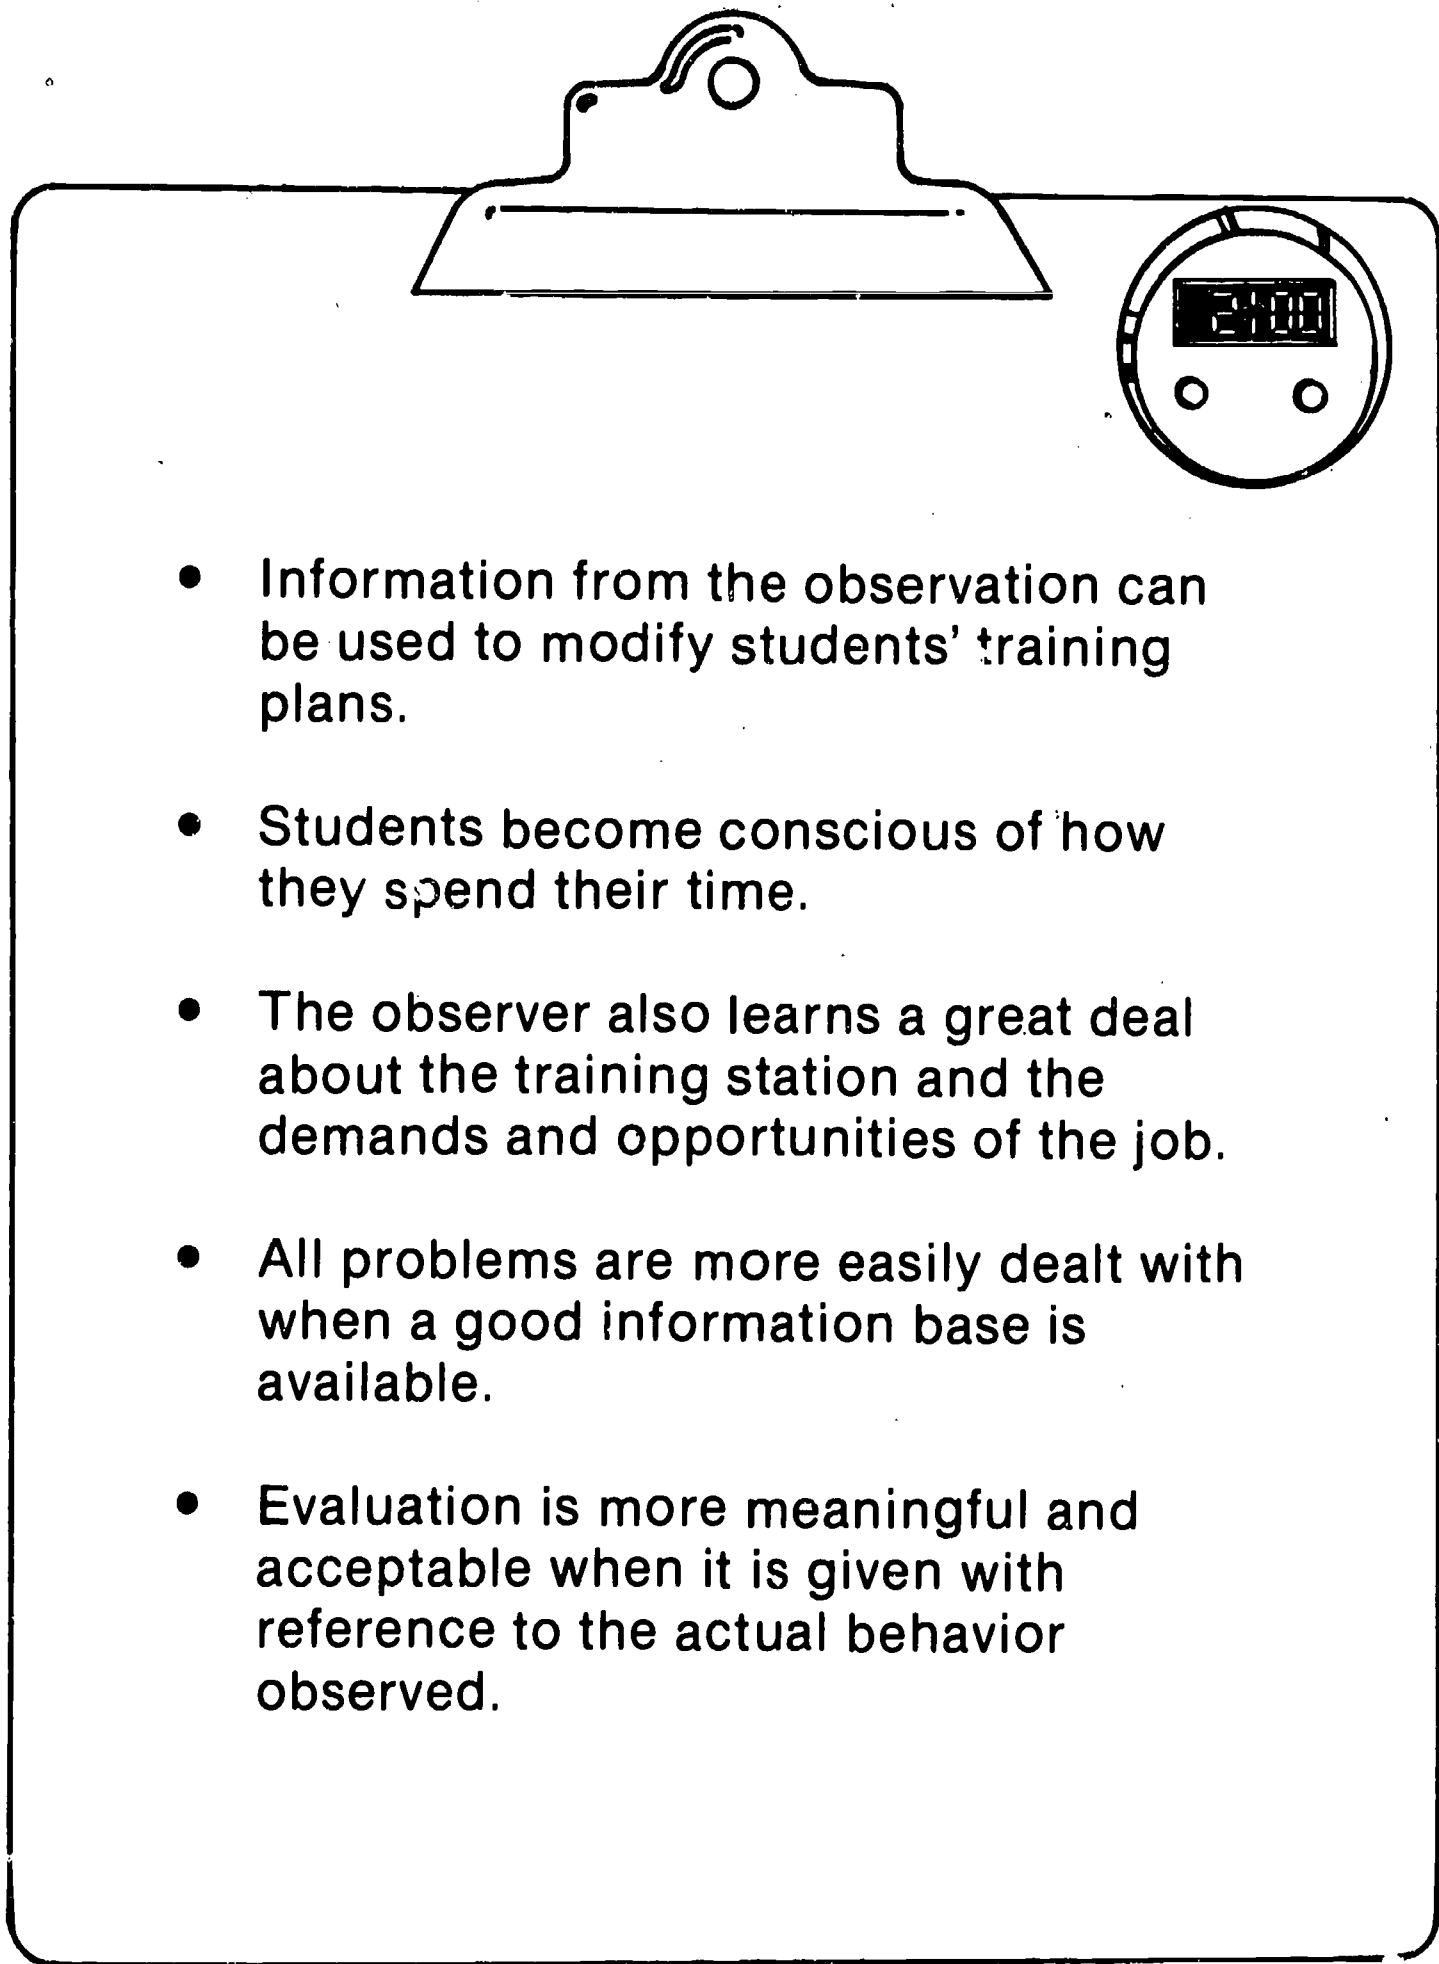 2:00
• Information from the observation can
be used to modify students' training
plans.
• Students become conscious of how
they spend their time.
• The observer also learns a great deal
about the training station and the
demands and opportunities of the job.
• All problems are more easily dealt with
when a good information base is
available.
• Evaluation is more meaningful and
acceptable when it is given with
reference to the actual behavior
observed.